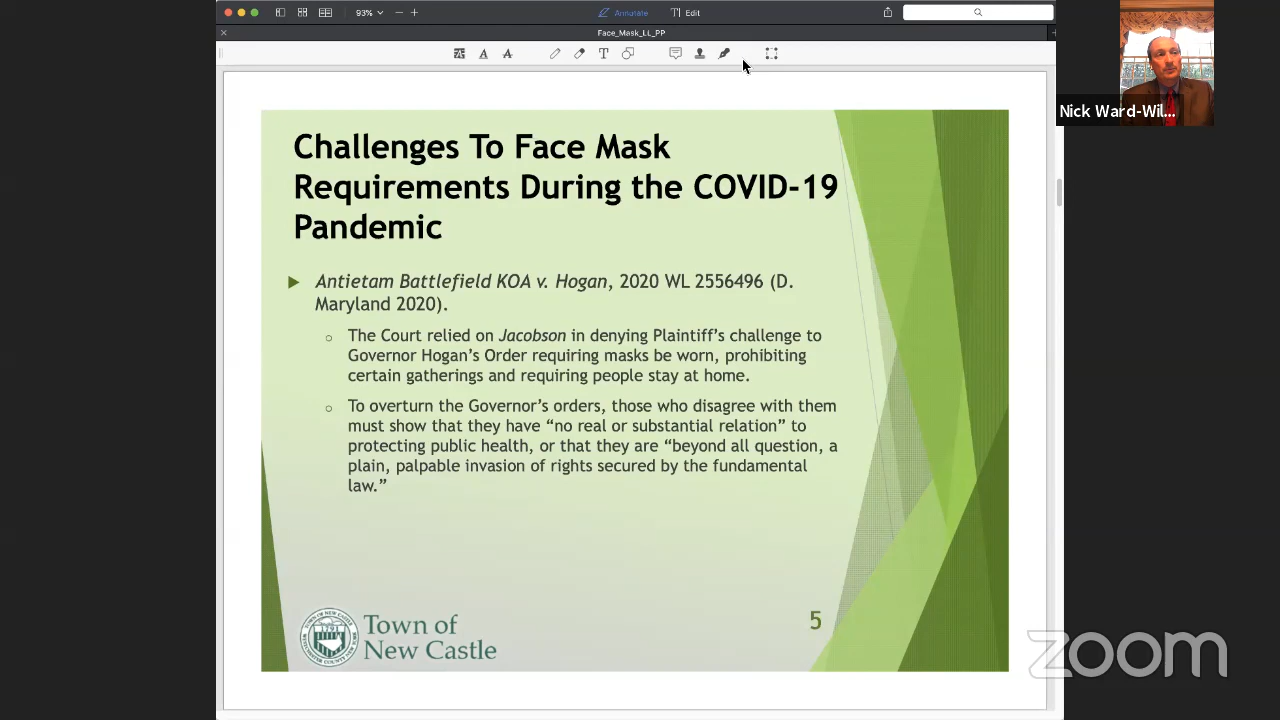 93%
Annotate
Edit
Face_Mask_LL_PP
Nick Ward-Wil...
Challenges To Face Mask
Requirements During the COVID-19
Pandemic
Antietam Battlefield KOA v. Hogan, 2020 WL 2556496 (D.
Maryland 2020).
The Court relied on Jacobson in denying Plaintiff’s challenge to
Governor Hogan’s Order requiring masks be worn, prohibiting
certain gatherings and requiring people stay at home.
To overturn the Governor’s orders, those who disagree with them
must show that they have “no real or substantial relation” to
protecting public health, or that they are “beyond all question, a
plain, palpable invasion of rights secured by the fundamental
law.”
Town of
New Castle
5
zoom